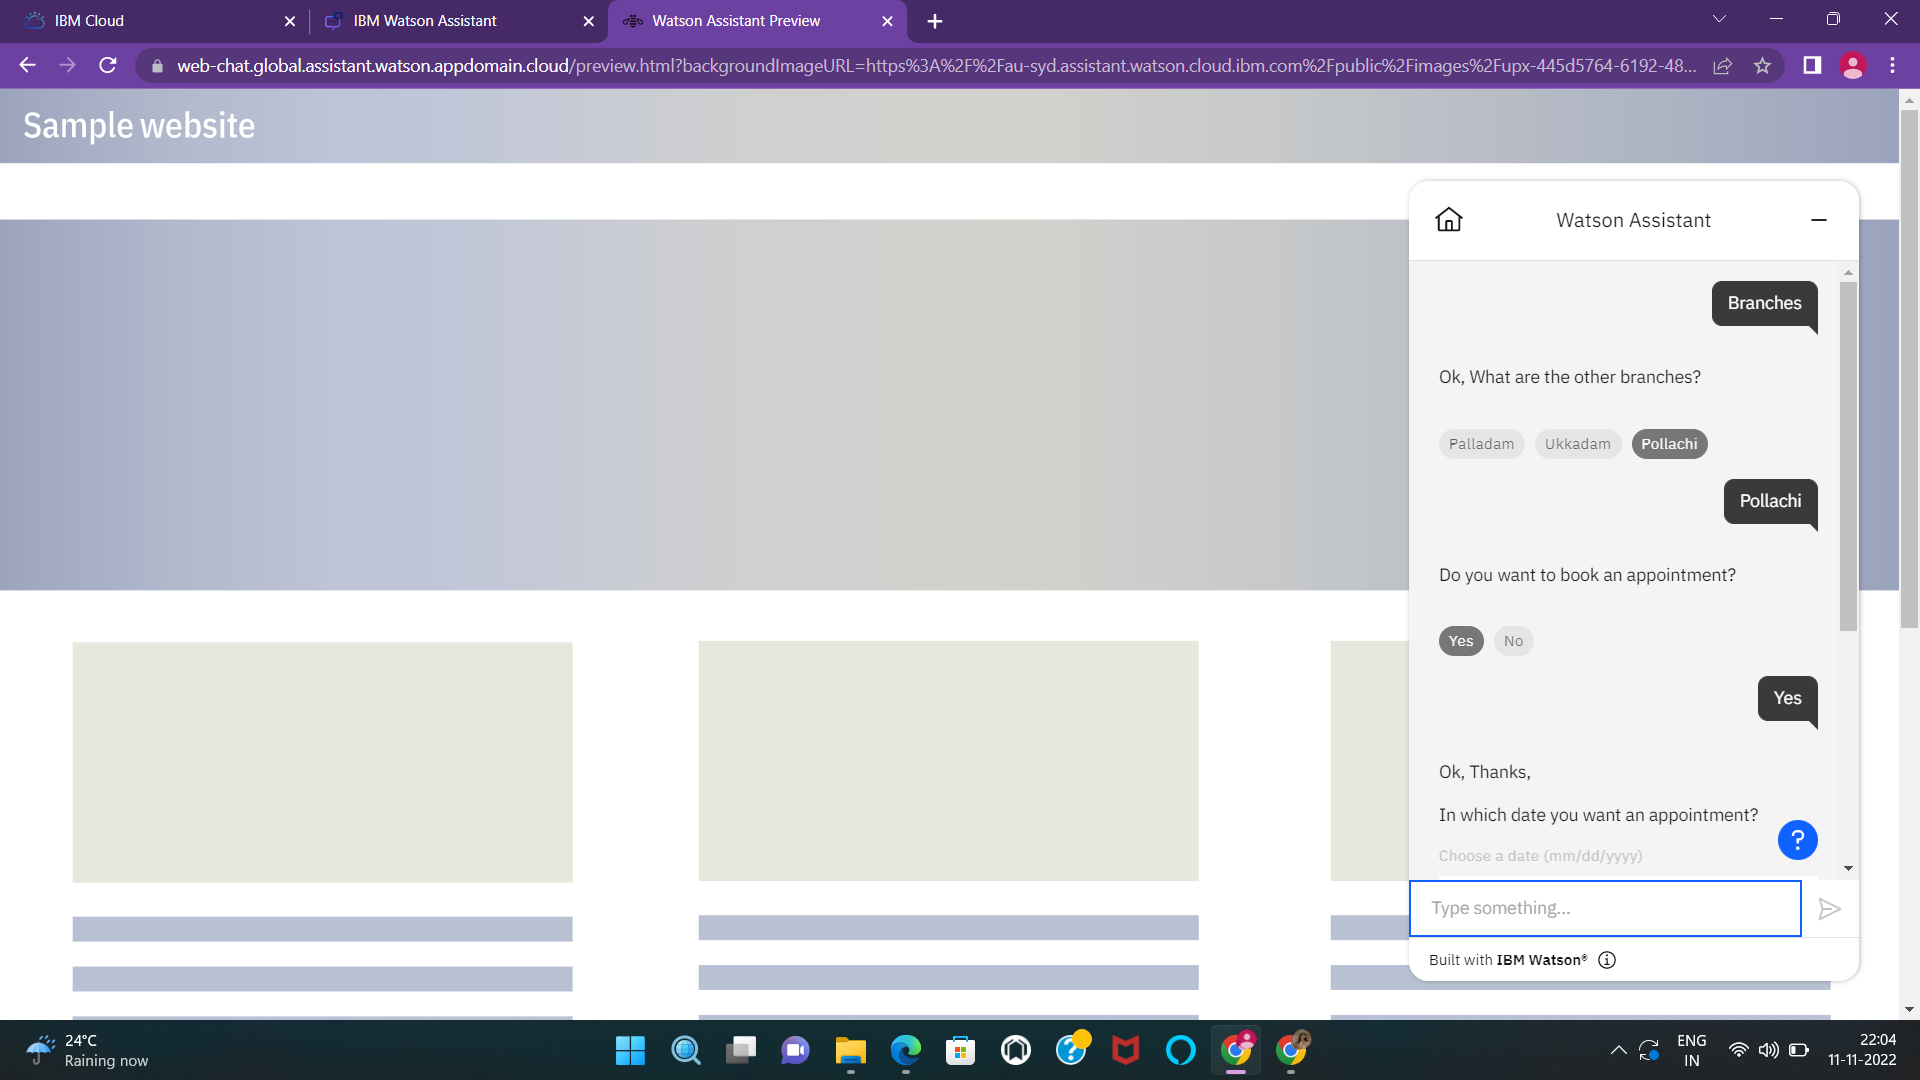 IBM Cloud
IBM Watson Assistant
Watson Assistant Preview
web-chat.global.assistant.watson.appdomain.cloud/preview.html?backgroundImageURL=https%3A%2F%2Fau-syd.assistant.watson.cloud.ibm.com%2Fpublic%2Fimages%2Fupx-445d5764-6192-48...
Sample website
Watson Assistant
Branches
Ok, What are the other branches?
Palladam Ukkadam Pollachi
Pollachi
Do you want to book an appointment?
Yes No
Yes
Ok, Thanks,
In which date you want an appointment?
?
Choose a date (mm/dd/yyyy)
Type something...
Built with IBM Watson®
24°C
Raining now
ENG
IN
22:04
11-11-2022